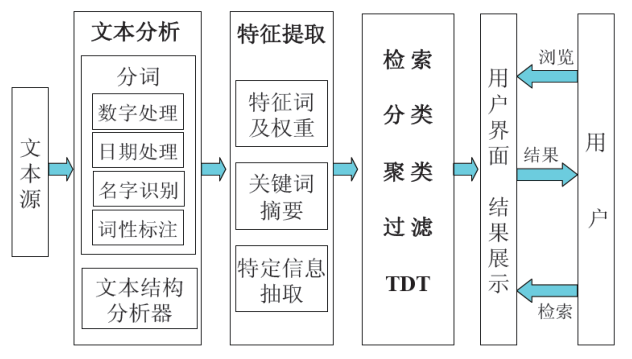 文本源
文本分析
分词
数字处理
日期处理
名字识别
词性标注
文本结构
分析器
特征提取
特征词
及权重
关键词
摘要
特定信息
抽取
检索
分类
聚类
过滤
TDT
用户界面 结果展示
浏览
结果
检索
用户